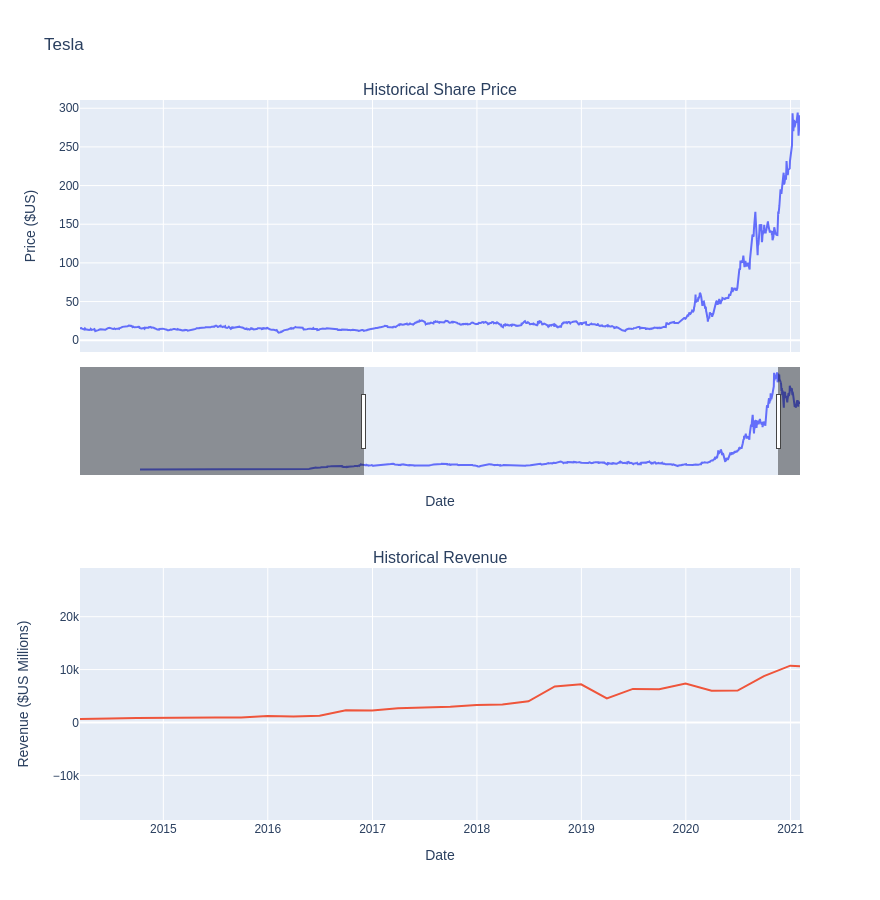 Tesla
Historical Share Price
300
250
200
150
100
50
0
Price ($US)
Date
Historical Revenue
20k
10k
0
−10k
Revenue ($US Millions)
2015 2016 2017 2018 2019 2020 2021
Date